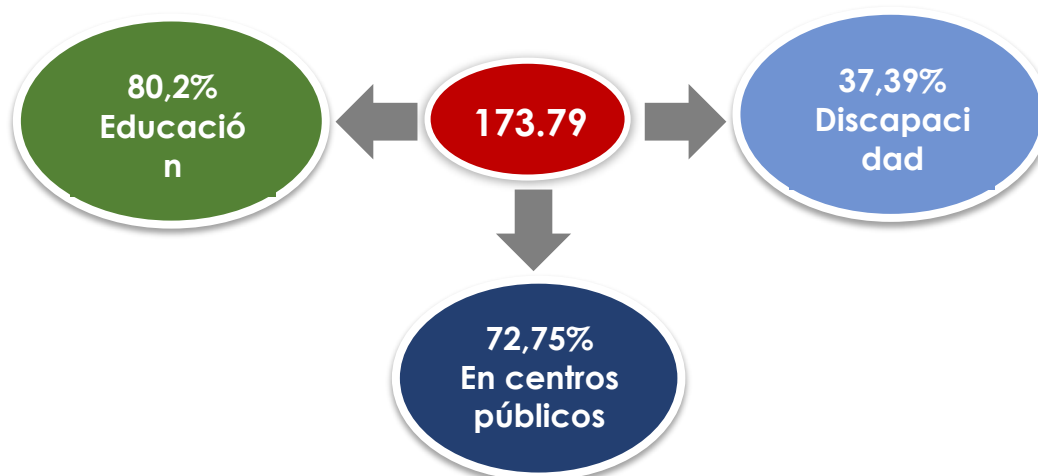 80,2%
Educació
n
173.79
37,39%
Discapaci
dad
72,75%
En centros
públicos